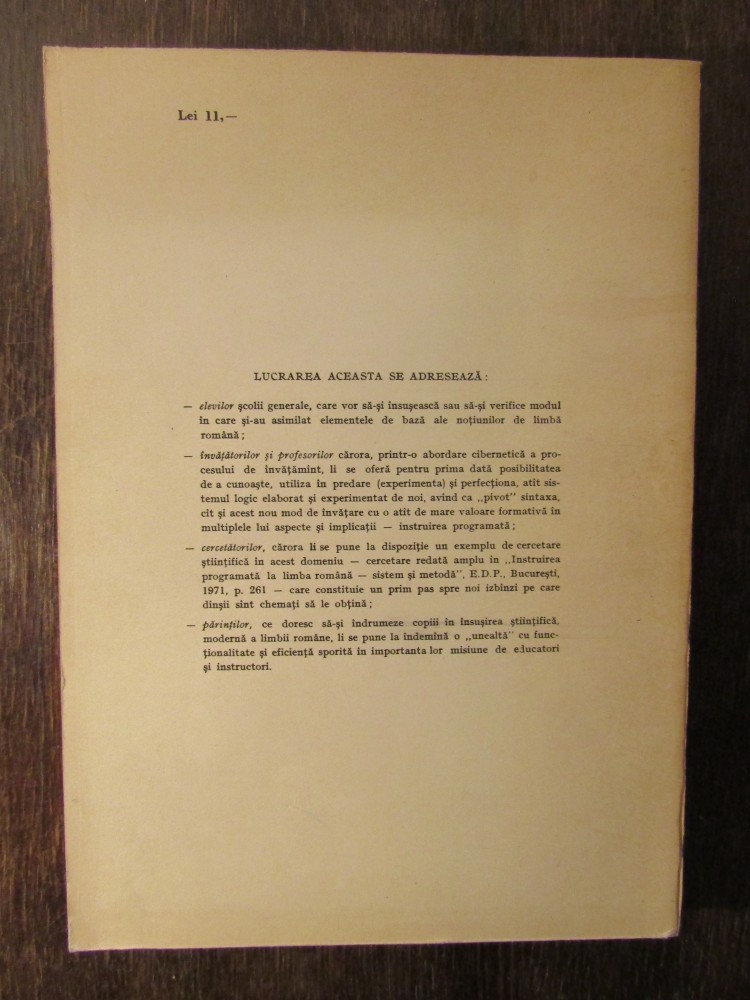 Lei 11,—
LUCRAREA ACEASTA SE ADRESEAZĂ :
— elevilor școlii generale, care vor să-și însușească sau să-și verifice modul
în care și-au asimilat elementele de bază ale noțiunilor de limbă
română ;
— învățătorilor și profesorilor cărora, printr-o abordare cibernetică a pro-
cesului de învățămînt, li se oferă pentru prima dată posibilitatea
de a cunoaște, utiliza în predare (experimenta) și perfecționa, atît sis-
temul logic elaborat și experimentat de noi, avînd ca „pivot" sintaxa,
cît și acest nou mod de învățare cu o atît de mare valoare formativă în
multiplele lui aspecte și implicații — instruirea programată ;
— cercetătorilor, cărora li se pune la dispoziție un exemplu de cercetare
științifică în acest domeniu — cercetare redată amplu în „Instruirea
programată la limba română — sistem și metodă", E.D.P., București,
1971, p. 261 — care constituie un prim pas spre noi izbînzi pe care
dînșii sînt chemați să le obțină ;
— părinților, ce doresc să-și îndrumeze copiii în însușirea științifică,
modernă a limbii române, li se pune la îndemînă o „unealtă" cu func-
ționalitate și eficiență sporită în importanta lor misiune de educatori
și instructori.